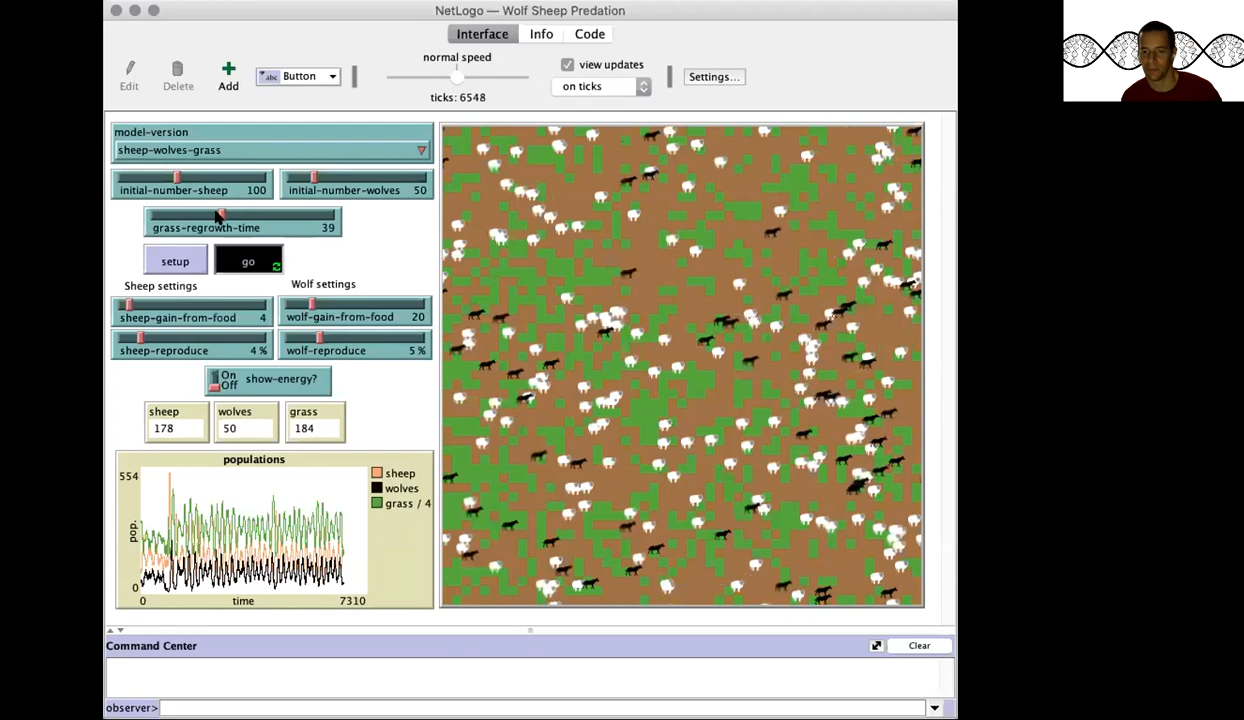 NetLogo — Wolf Sheep Predation
Interface Info Code
Edit
Delete
Add
abc Button
normal speed
ticks: 6548
view updates
on ticks
Settings...
model-version
sheep-wolves-grass
initial-number-sheep 100
initial-number-wolves 50
grass-regrowth-time 39
setup
go
Sheep settings
Wolf settings
sheep-gain-from-food 4
wolf-gain-from-food 20
sheep-reproduce 4 %
wolf-reproduce 5 %
On
Off
show-energy?
sheep
178
wolves
50
grass
184
populations
554
pop.
0
0
time
7310
sheep
wolves
grass / 4
Command Center
Clear
observer>